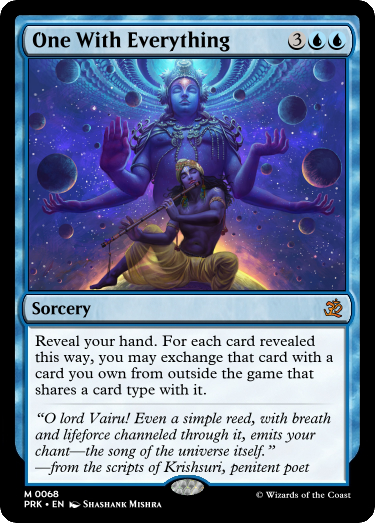 One With Everything 3
Sorcery
Reveal your hand. For each card revealed
this way, you may exchange that card with a
card you own from outside the game that
shares a card type with it.
“O lord Vairu! Even a simple reed, with breath
and lifeforce channeled through it, emits your
chant—the song of the universe itself.”
—from the scripts of Krishsuri, penitent poet
M 0068
PRK • EN Shashank Mishra
© Wizards of the Coast